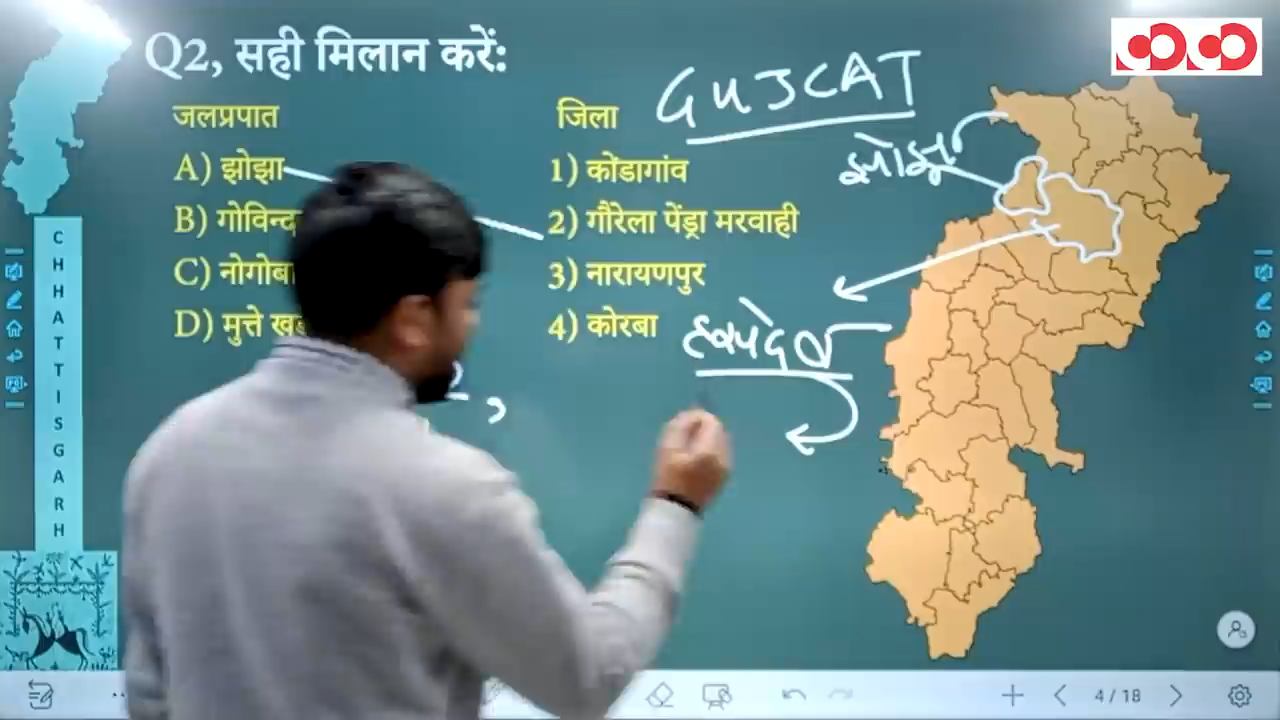 Q2, सही मिलान करें:
जलप्रपात
जिला
GUJCAT
A) झोझा
1) कोंडागांव
झोझा
B) गोविन्द
2) गौरेला पेंड्रा मरवाही
C) नोगोबा
3) नारायणपुर
D) मुत्ते
4) कोरबा
CHHATTISGARH
4 / 18